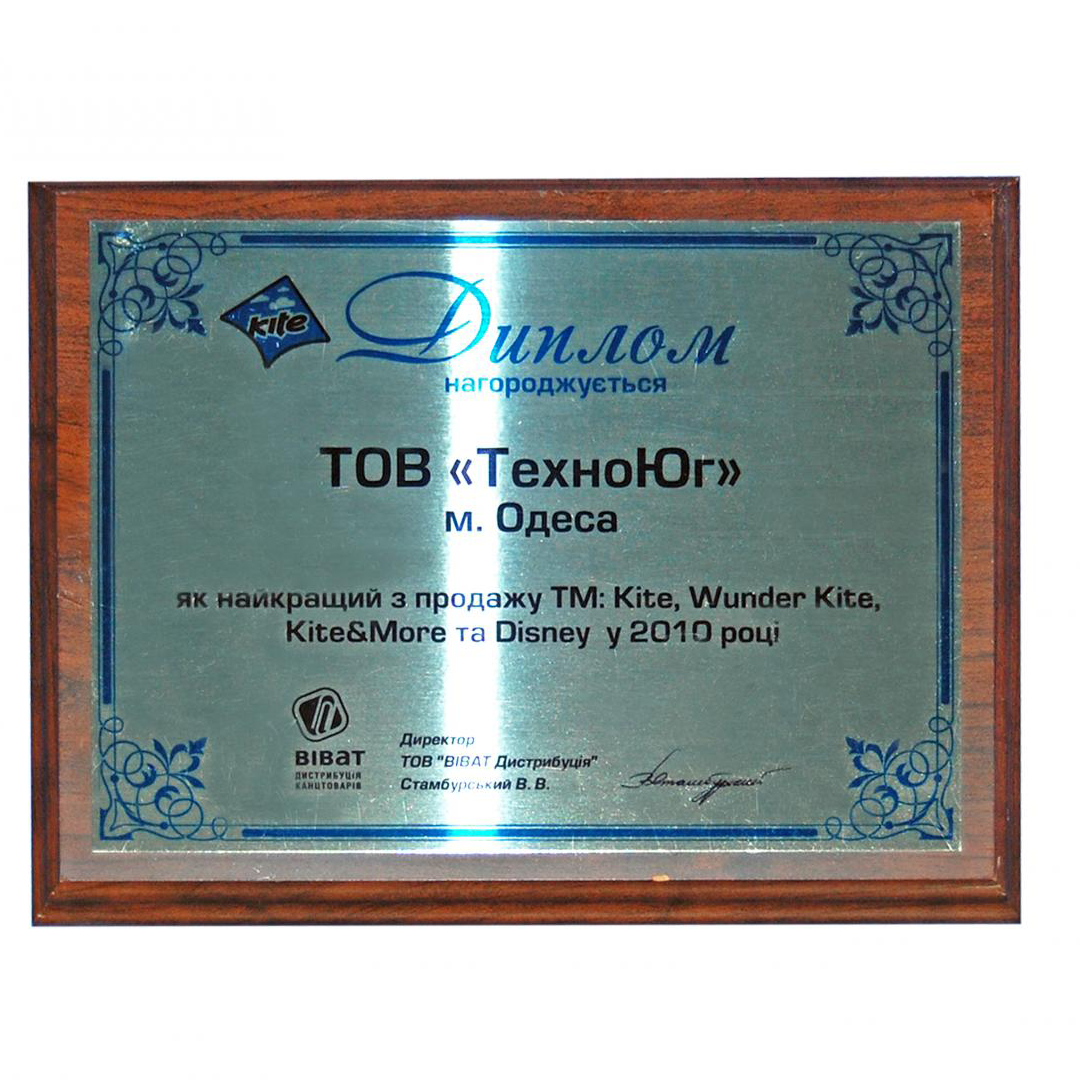 kite
Диплом
нагороджується
ТОВ «ТехноЮг»
м. Одеса
як найкращий з продажу ТМ: Kite, Wunder Kite,
Kite&More та Disney у 2010 році
ВІВАТ
ДИСТРИБУЦІЯ
КАНЦТОВАРІВ
Директор
ТОВ "ВІВАТ Дистрибуція"
Стамбурський В. В.